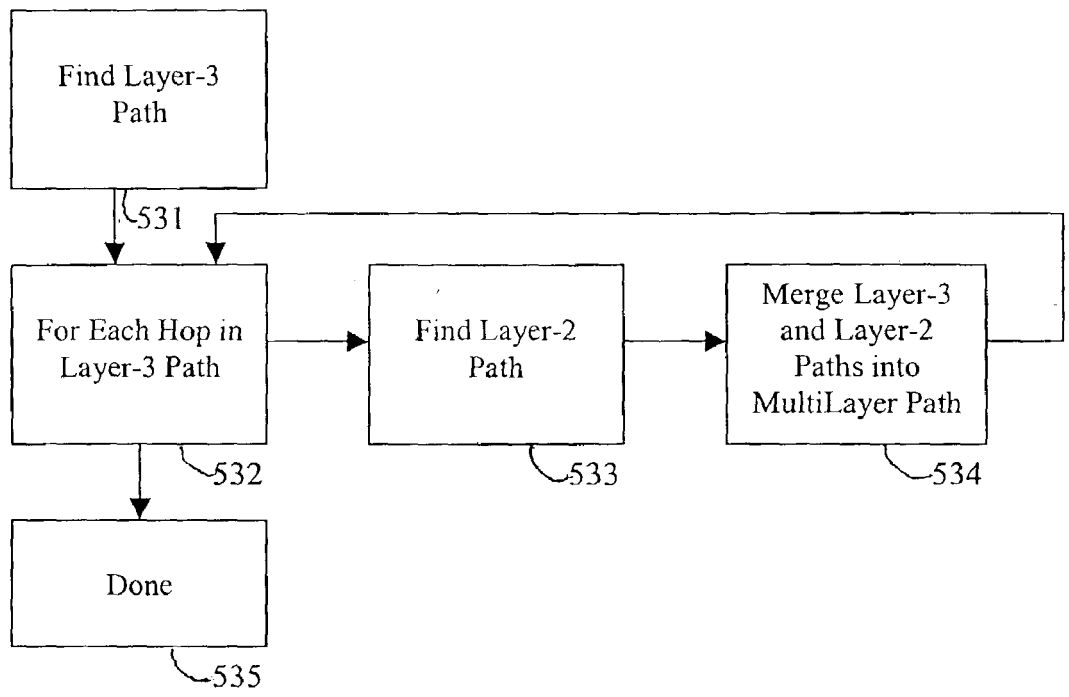 Find Layer-3
Path
531
For Each Hop in
Layer-3 Path
532
Find Layer-2
Path
533
Merge Layer-3
and Layer-2
Paths into
MultiLayer Path
534
Done
535